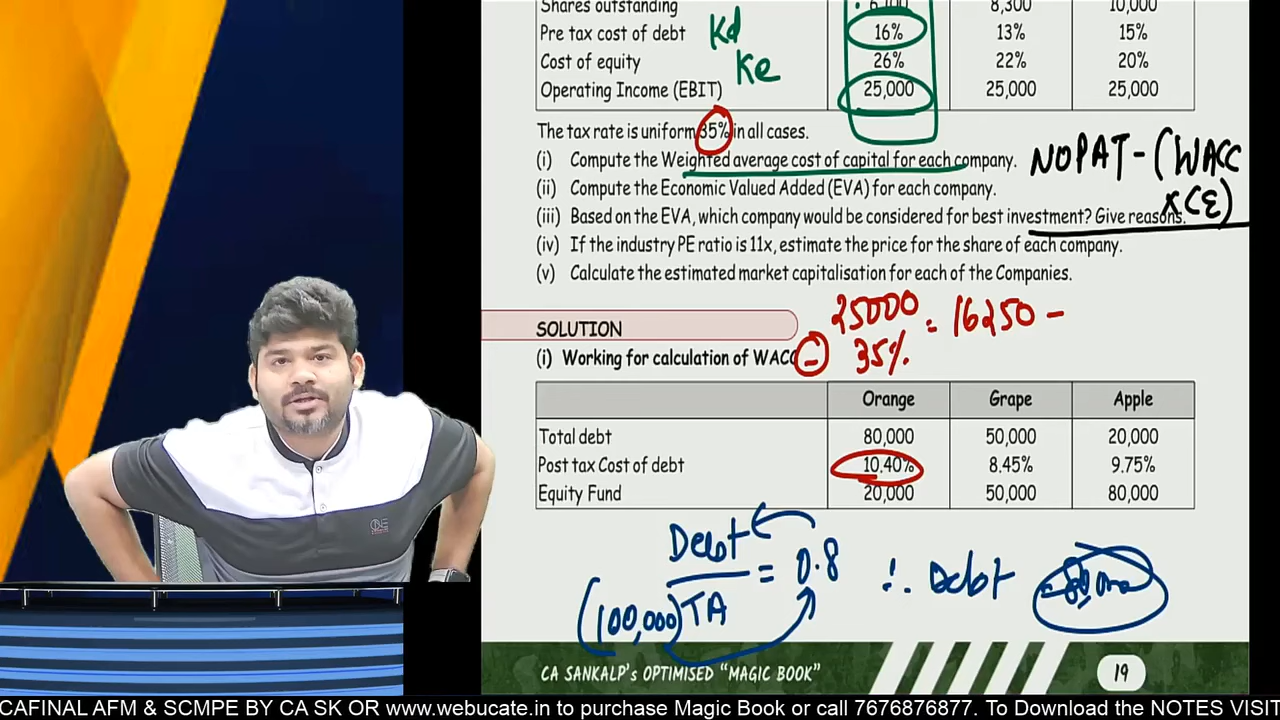 Shares outstanding 8,300 10,000
Pre tax cost of debt Kd 16% 13% 15%
Cost of equity Ke 26% 22% 20%
Operating Income (EBIT) 25,000 25,000 25,000
The tax rate is uniform 35% in all cases.
(i) Compute the Weighted average cost of capital for each company.
NOPAT - (WACC
x CE)
(ii) Compute the Economic Valued Added (EVA) for each company.
(iii) Based on the EVA, which company would be considered for best investment? Give reasons.
(iv) If the industry PE ratio is 11x, estimate the price for the share of each company.
(v) Calculate the estimated market capitalisation for each of the Companies.
25000 = 16250 -
- 35%
SOLUTION
(i) Working for calculation of WACC
Orange Grape Apple
Total debt 80,000 50,000 20,000
Post tax Cost of debt 10.40% 8.45% 9.75%
Equity Fund 20,000 50,000 80,000
Debt = 0.8 ∴ Debt
(100,000) TA
CA SANKALP's OPTIMISED "MAGIC BOOK" 19
CAFINAL AFM & SCMPE BY CA SK OR www.webucate.in to purchase Magic Book or call 7676876877. To Download the NOTES VISIT